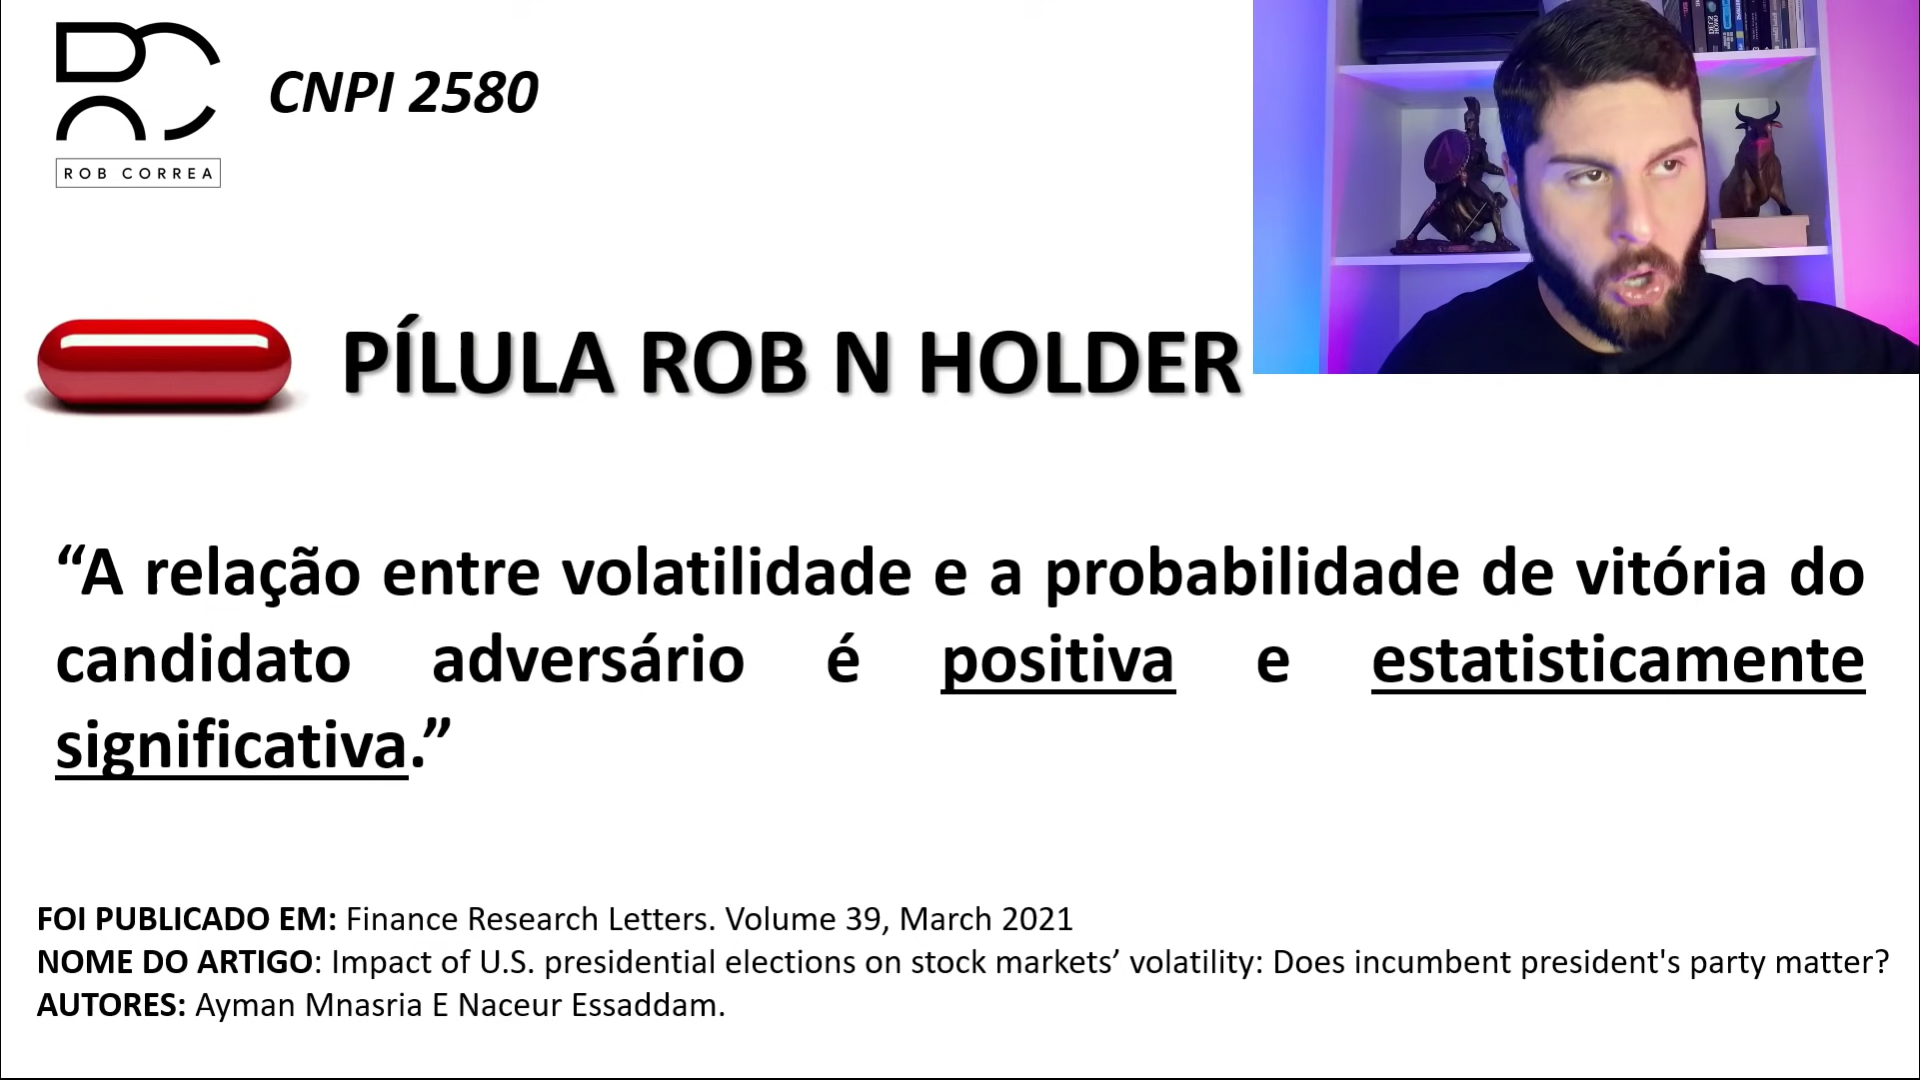 CNPI 2580
ROB CORREA
PÍLULA ROB N HOLDER
“A relação entre volatilidade e a probabilidade de vitória do
candidato adversário é positiva e estatisticamente
significativa.”
FOI PUBLICADO EM: Finance Research Letters. Volume 39, March 2021
NOME DO ARTIGO: Impact of U.S. presidential elections on stock markets’ volatility: Does incumbent president's party matter?
AUTORES: Ayman Mnasria E Naceur Essaddam.